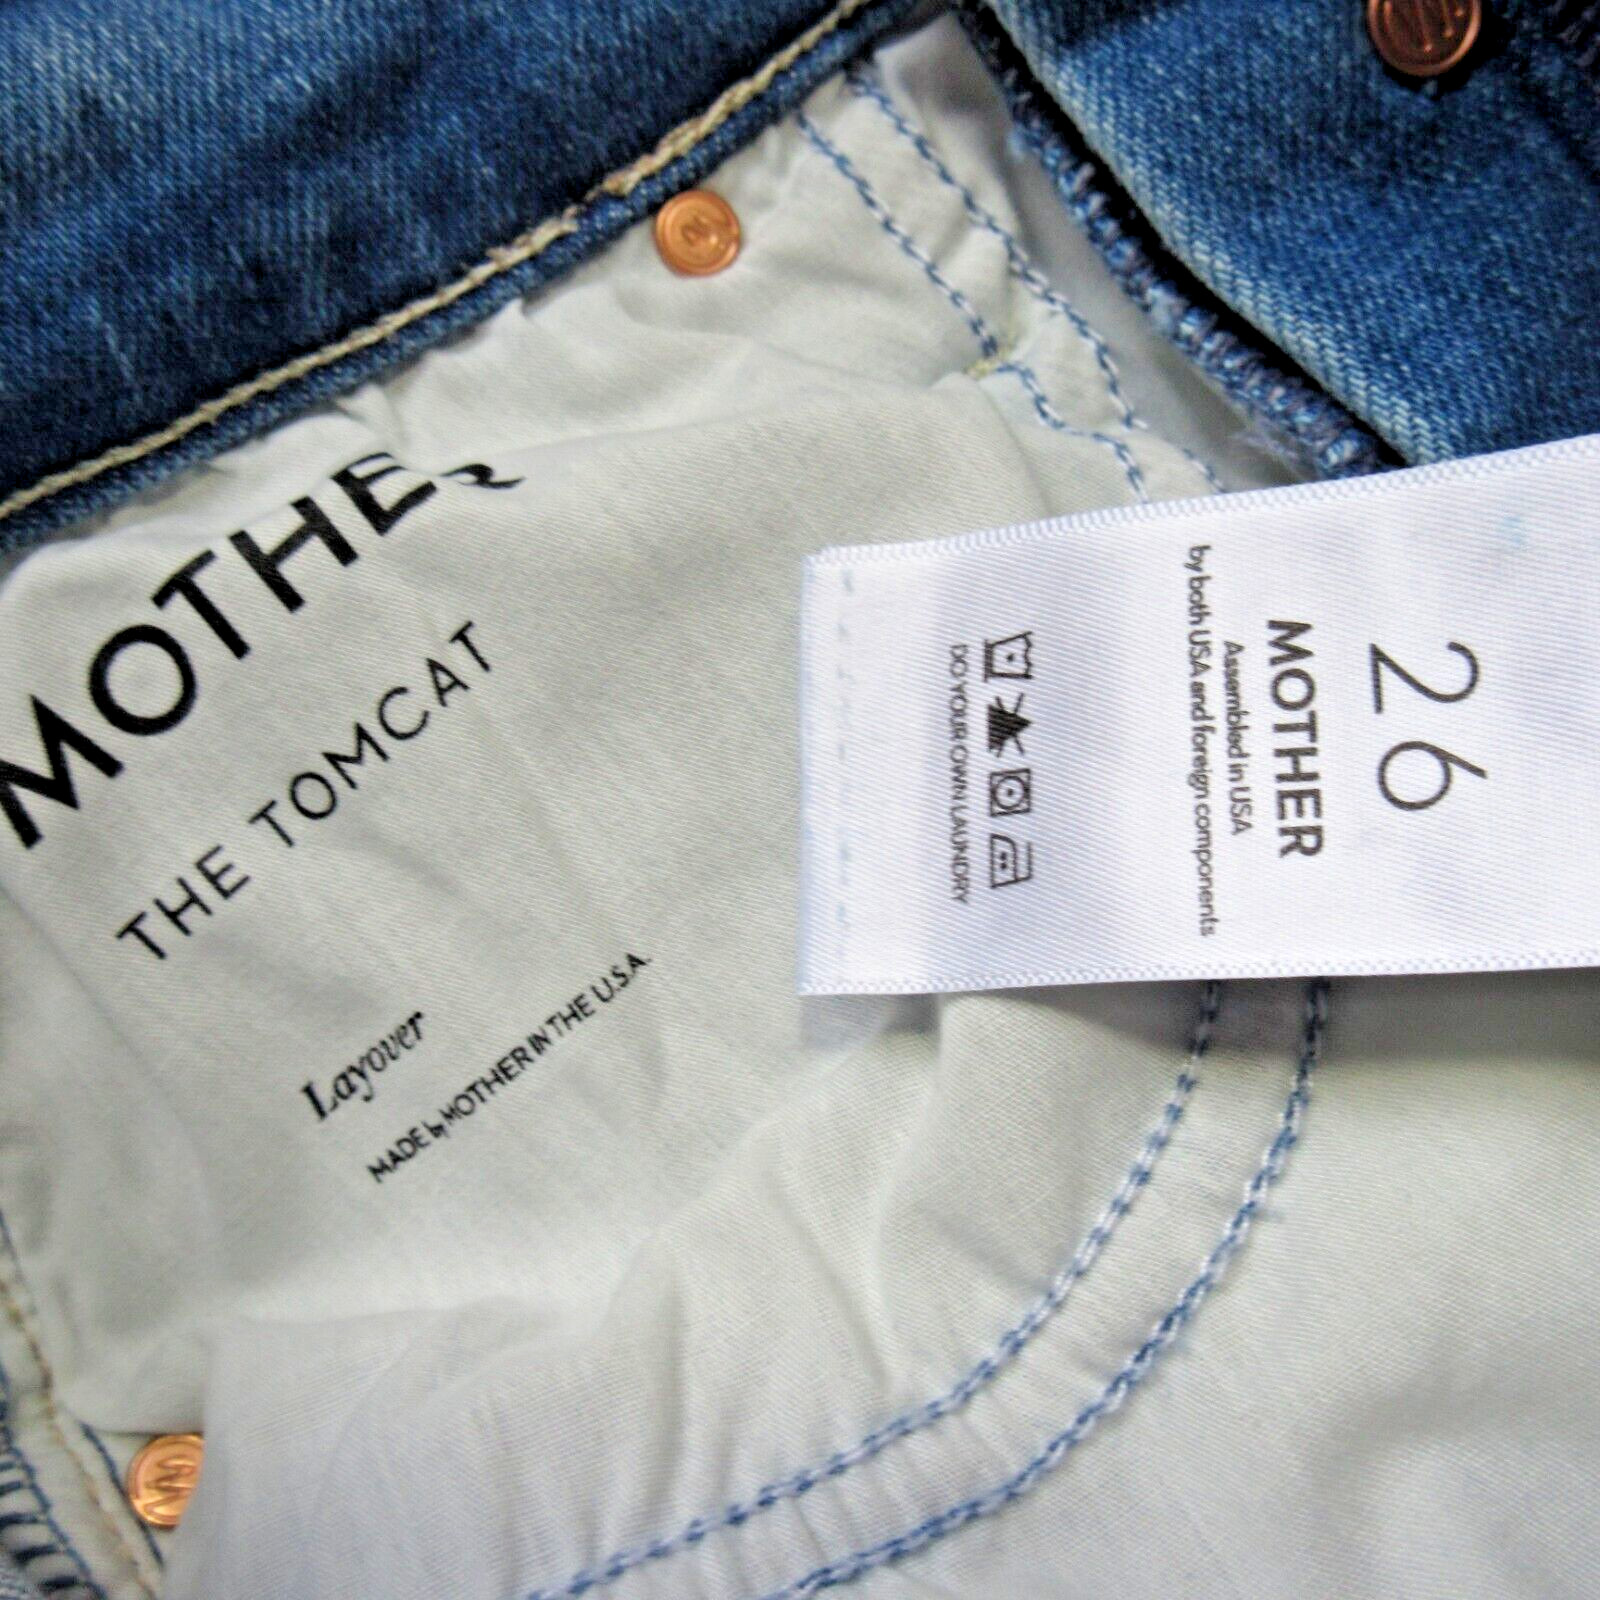 MOTHER
THE TOMCAT
Layover
MADE by MOTHER IN THE U.S.A.
26
MOTHER
Assembled in USA
by both USA and foreign components
DO YOUR OWN LAUNDRY